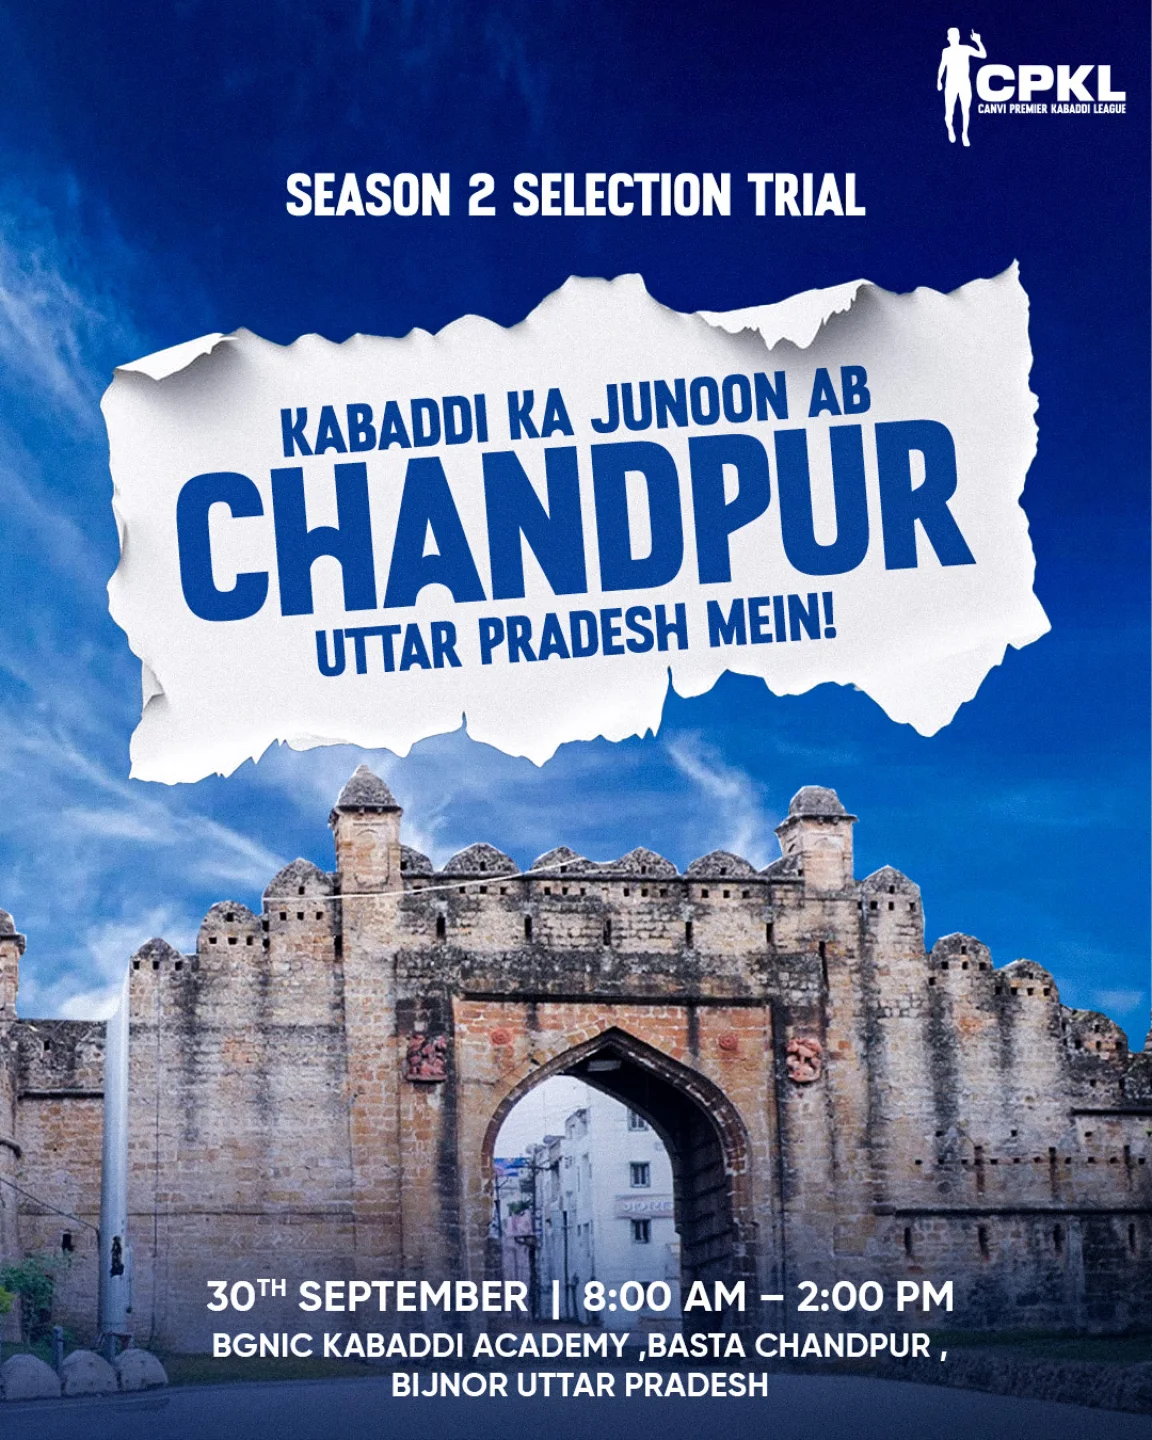 CPKL
CANVI PREMIER KABADDI LEAGUE
SEASON 2 SELECTION TRIAL
KABADDI KA JUNOON AB
CHANDPUR
UTTAR PRADESH MEIN!
30TH SEPTEMBER | 8:00 AM – 2:00 PM
BGNIC KABADDI ACADEMY ,BASTA CHANDPUR ,
BIJNOR UTTAR PRADESH